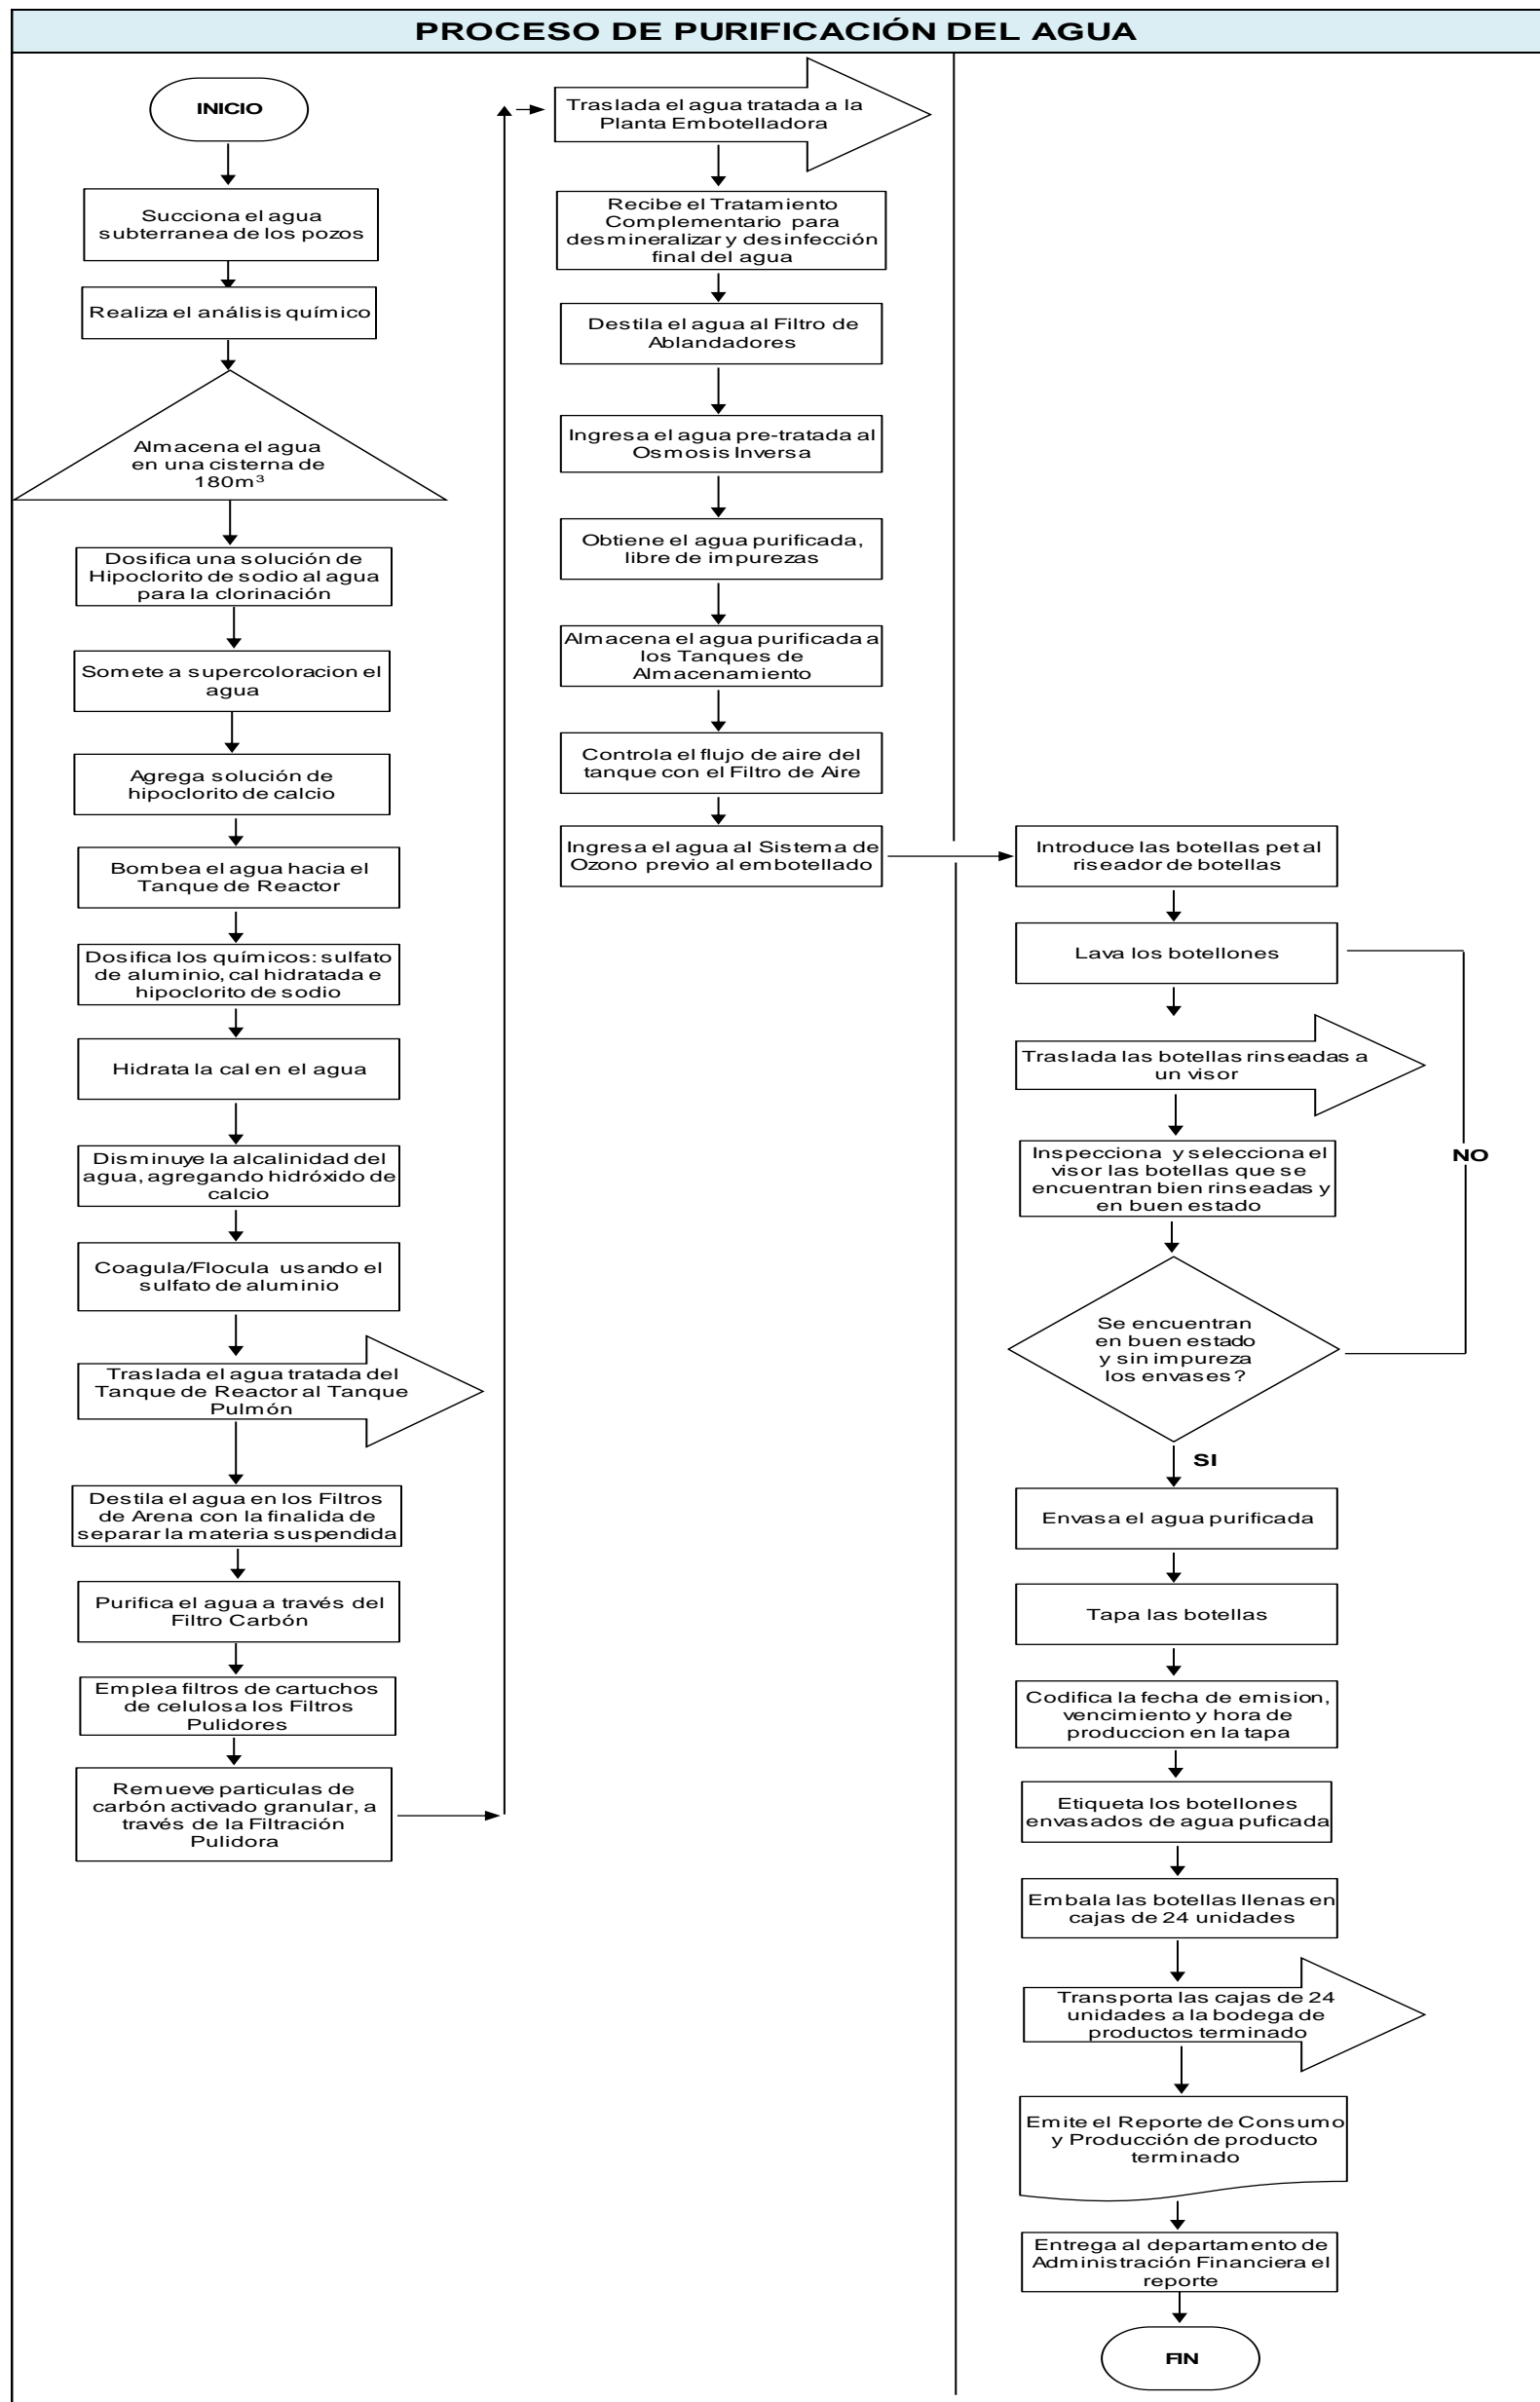 PROCESO DE PURIFICACIÓN DEL AGUA
INICIO
Succiona el agua
subterranea de los pozos
Realiza el análisis químico
Almacena el agua
en una cisterna de
180m³
Dosifica una solución de
Hipoclorito de sodio al agua
para la clorinación
Somete a supercoloracion el
agua
Agrega solución de
hipoclorito de calcio
Bombea el agua hacia el
Tanque de Reactor
Dosifica los químicos: sulfato
de aluminio, cal hidratada e
hipoclorito de sodio
Hidrata la cal en el agua
Disminuye la alcalinidad del
agua, agregando hidróxido de
calcio
Coagula/Flocula usando el
sulfato de aluminio
Traslada el agua tratada del
Tanque de Reactor al Tanque
Pulmón
Destila el agua en los Filtros
de Arena con la finalida de
separar la materia suspendida
Purifica el agua a través del
Filtro Carbón
Emplea filtros de cartuchos
de celulosa los Filtros
Pulidores
Remueve particulas de
carbón activado granular, a
través de la Filtración
Pulidora
Traslada el agua tratada a la
Planta Embotelladora
Recibe el Tratamiento
Complementario para
desmineralizar y desinfección
final del agua
Destila el agua al Filtro de
Ablandadores
Ingresa el agua pre-tratada al
Osmosis Inversa
Obtiene el agua purificada,
libre de impurezas
Almacena el agua purificada a
los Tanques de
Almacenamiento
Controla el flujo de aire del
tanque con el Filtro de Aire
Ingresa el agua al Sistema de
Ozono previo al embotellado
Introduce las botellas pet al
riseador de botellas
Lava los botellones
Traslada las botellas rinseadas a
un visor
Inspecciona y selecciona el
visor las botellas que se
encuentran bien rinseadas y
en buen estado
NO
Se encuentran
en buen estado
y sin impureza
los envases?
SI
Envasa el agua purificada
Tapa las botellas
Codifica la fecha de emision,
vencimiento y hora de
produccion en la tapa
Etiqueta los botellones
envasados de agua puficada
Embala las botellas llenas en
cajas de 24 unidades
Transporta las cajas de 24
unidades a la bodega de
productos terminado
Emite el Reporte de Consumo
y Producción de producto
terminado
Entrega al departamento de
Administración Financiera el
reporte
FIN